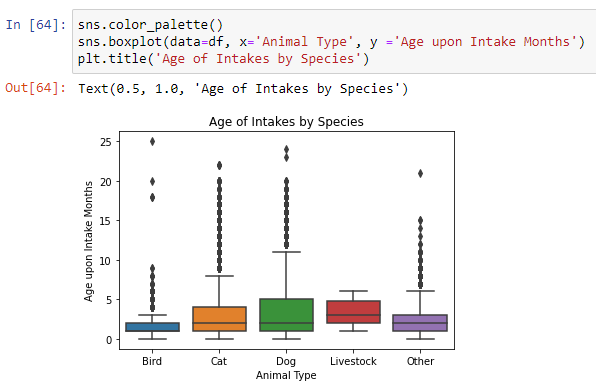 In [64]: sns.color_palette()
sns.boxplot(data=df, x='Animal Type', y ='Age upon Intake Months')
plt.title('Age of Intakes by Species')
Out[64]: Text(0.5, 1.0, 'Age of Intakes by Species')
Age of Intakes by Species
25
20
15
10
5
0
Age upon Intake Months
Bird Cat Dog Livestock Other
Animal Type